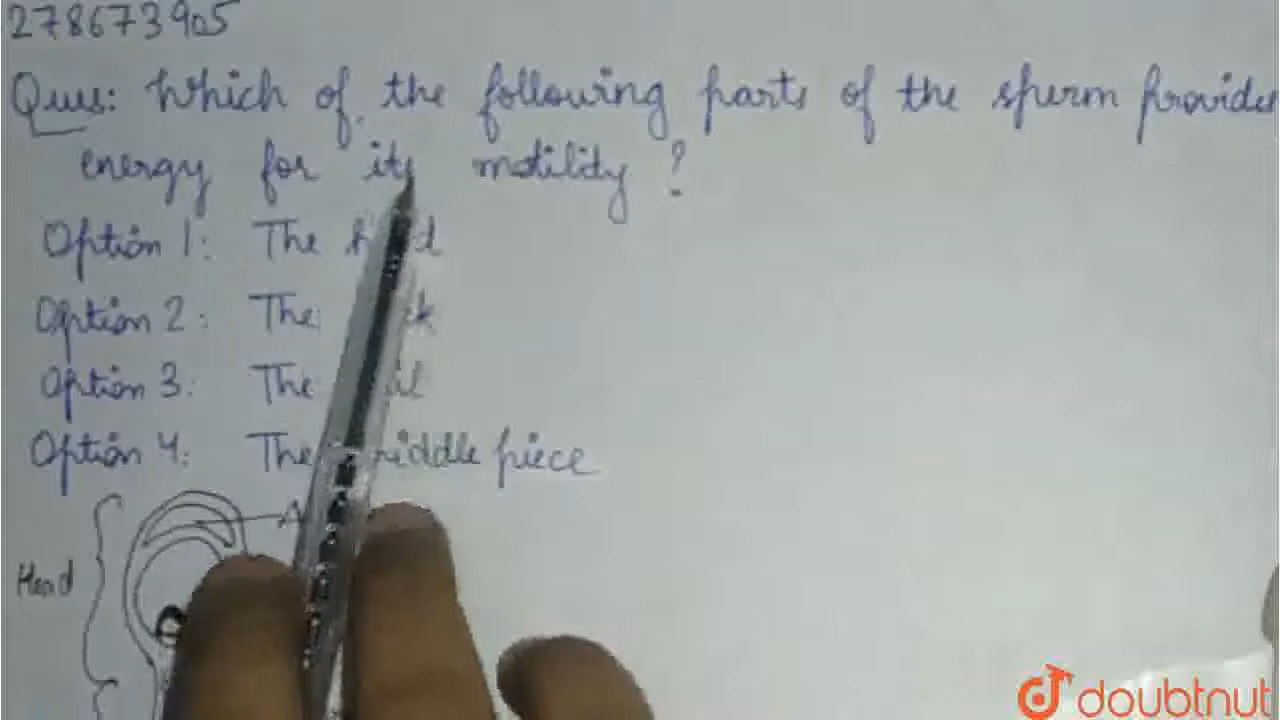 278673905
Ques: Which of the following parts of the sperm provides
energy for its motility ?
Option 1: The
Option 2: The
Option 3: The
Option 4: The middle piece
Head
doubtnut